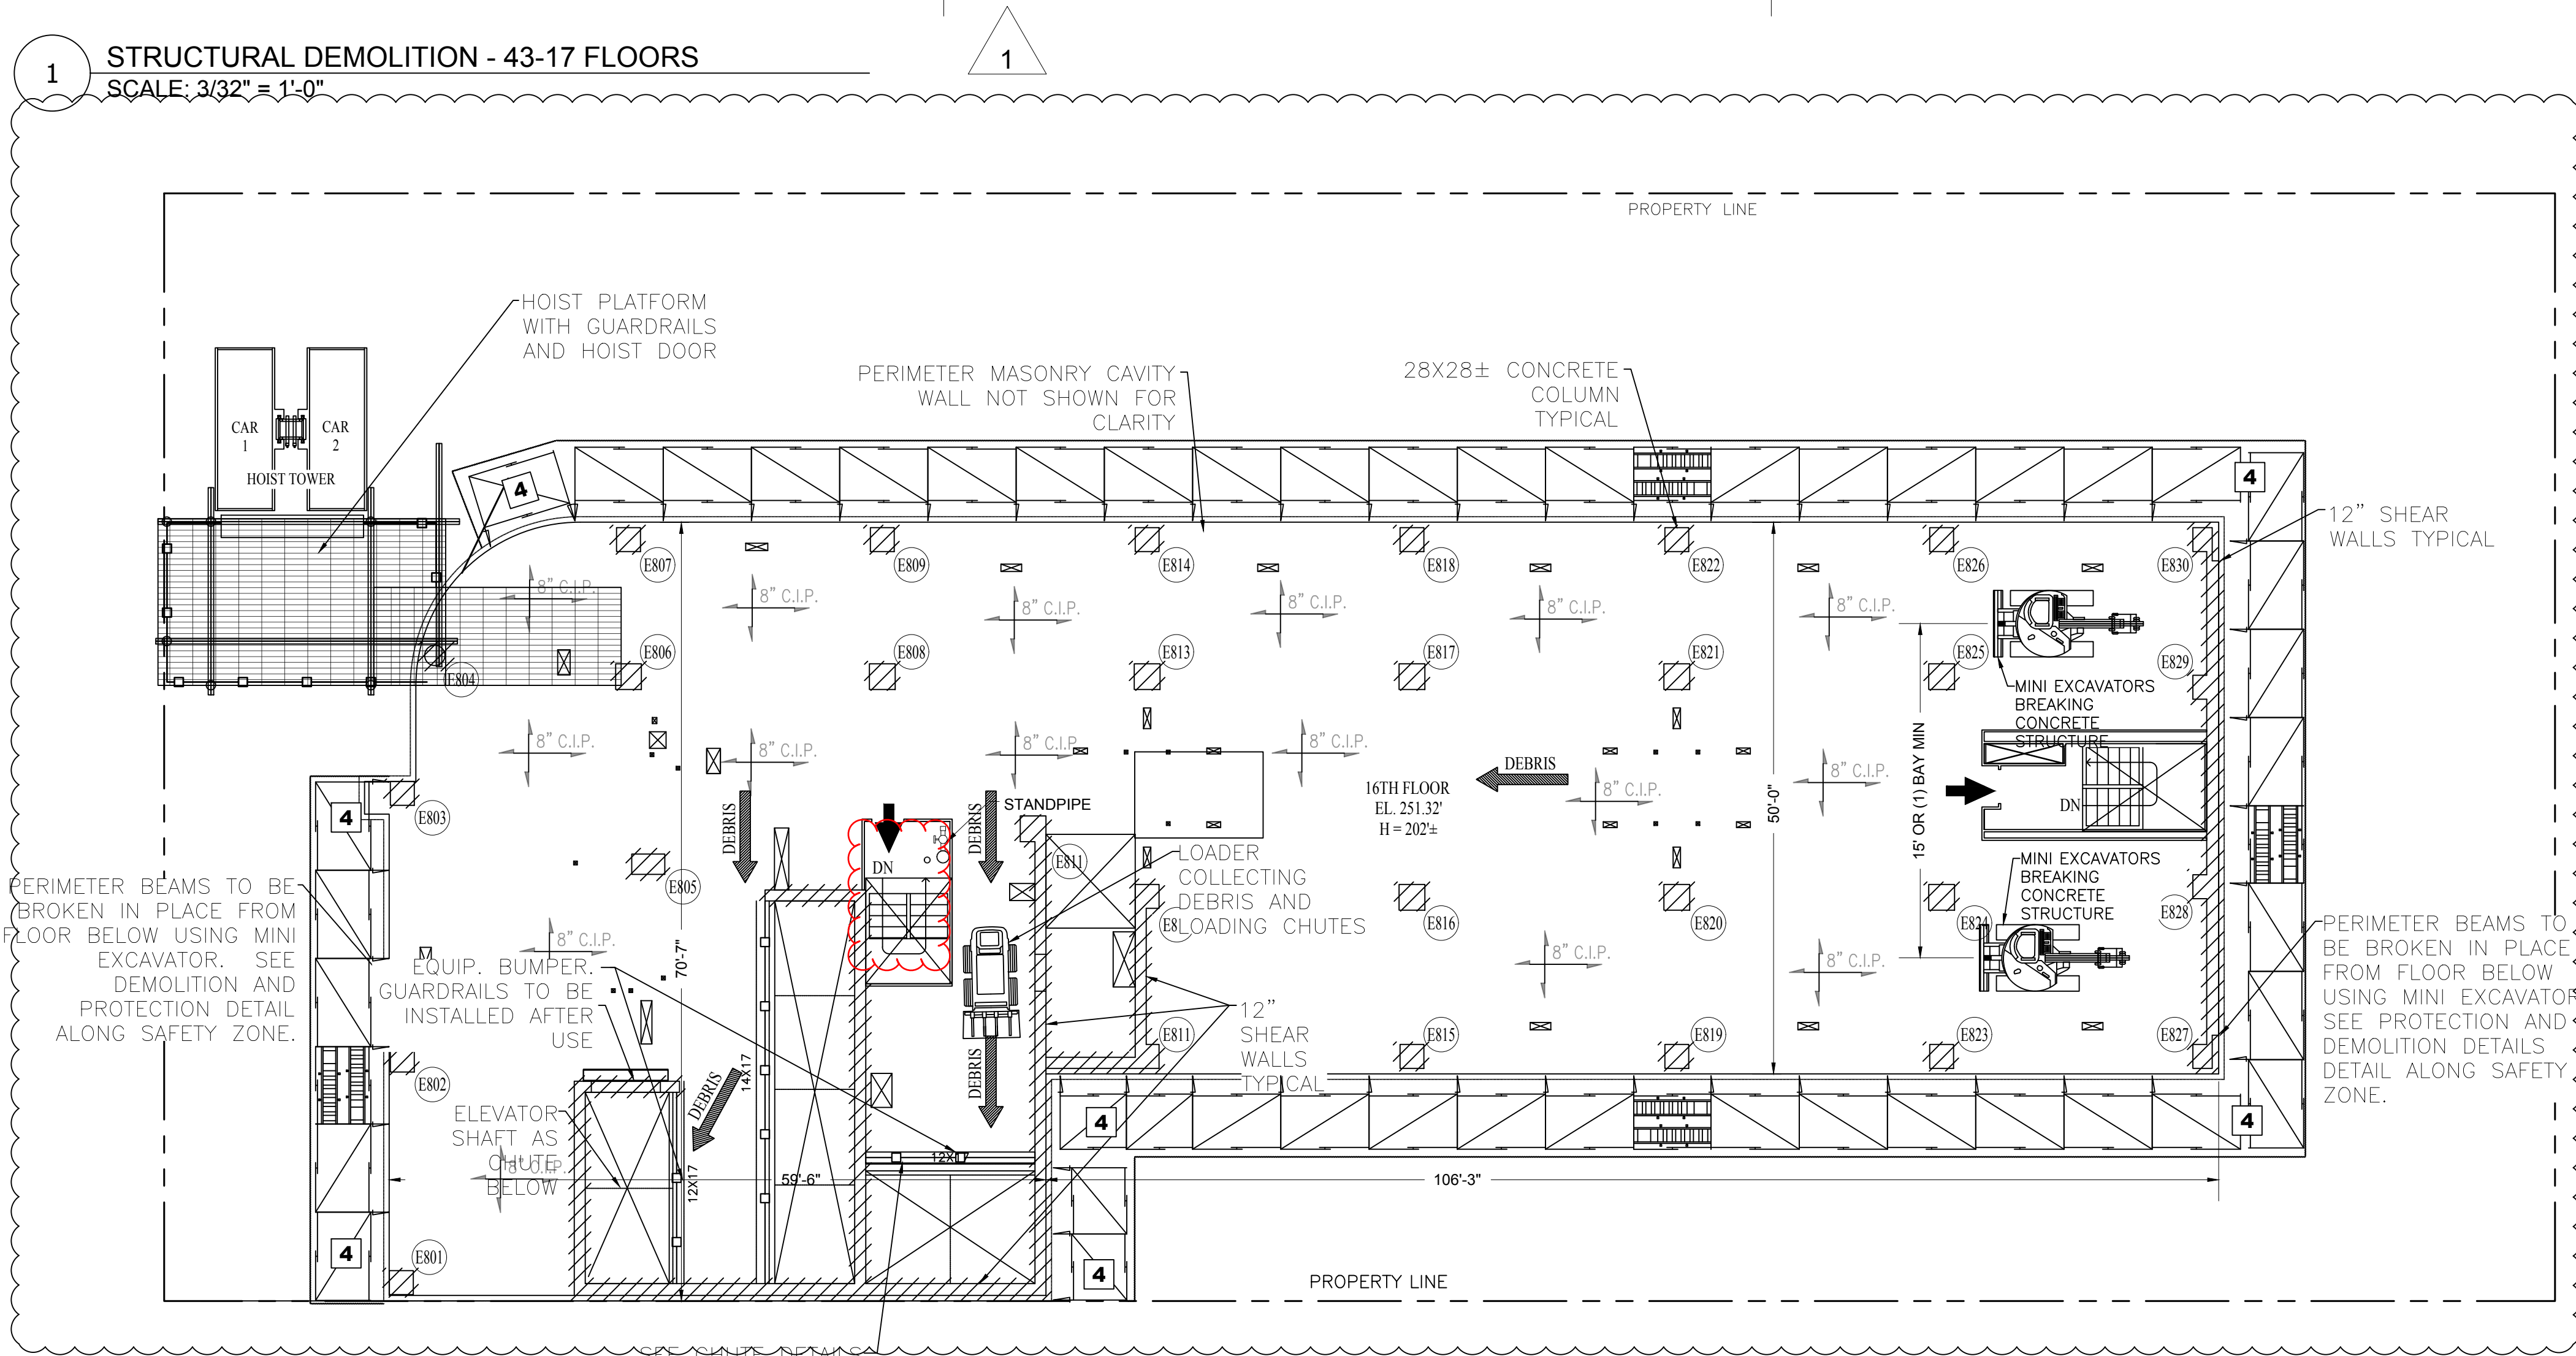 1
STRUCTURAL DEMOLITION - 43-17 FLOORS
SCALE: 3/32" = 1'-0"
1
PROPERTY LINE
HOIST PLATFORM
WITH GUARDRAILS
AND HOIST DOOR
PERIMETER MASONRY CAVITY
WALL NOT SHOWN FOR
CLARITY
28X28± CONCRETE
COLUMN
TYPICAL
CAR
1
CAR
2
HOIST TOWER
4
4
12" SHEAR
WALLS TYPICAL
E807
E809
E814
E818
E822
E826
E830
8" C.I.P.
8" C.I.P.
8" C.I.P.
8" C.I.P.
8" C.I.P.
8" C.I.P.
E804
E806
E808
E813
E817
E821
E825
E829
MINI EXCAVATORS
BREAKING
CONCRETE
STRUCTURE
8" C.I.P.
8" C.I.P.
8" C.I.P.
8" C.I.P.
8" C.I.P.
8" C.I.P.
DEBRIS
16TH FLOOR
EL. 251.32'
H = 202'±
50'-0"
15' OR (1) BAY MIN
DN
4
E803
DEBRIS
DEBRIS
STANDPIPE
DN
E811
LOADER
COLLECTING
DEBRIS AND
LOADING CHUTES
E805
E8
E816
E820
E824
E828
MINI EXCAVATORS
BREAKING
CONCRETE
STRUCTURE
PERIMETER BEAMS TO BE
BROKEN IN PLACE FROM
FLOOR BELOW USING MINI
EXCAVATOR. SEE
DEMOLITION AND
PROTECTION DETAIL
ALONG SAFETY ZONE.
8" C.I.P.
8" C.I.P.
8" C.I.P.
70'-7"
EQUIP. BUMPER.
GUARDRAILS TO BE
INSTALLED AFTER
USE
PERIMETER BEAMS TO
BE BROKEN IN PLACE
FROM FLOOR BELOW
USING MINI EXCAVATOR
SEE PROTECTION AND
DEMOLITION DETAILS
DETAIL ALONG SAFETY
ZONE.
12"
SHEAR
WALLS
TYPICAL
E811
E815
E819
E823
E827
E802
DEBRIS
14X17
DEBRIS
ELEVATOR
SHAFT AS
CHUTE
BELOW
8" C.I.P.
12X17
12X17
59'-6"
106'-3"
4
4
4
E801
4
PROPERTY LINE
SEE CHUTE DETAILS